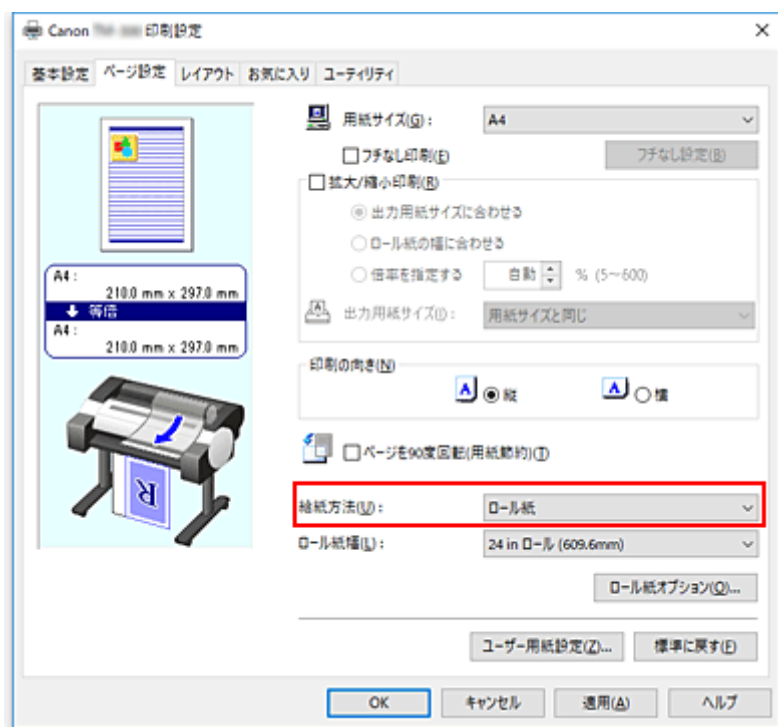 Canon 印刷設定
基本設定 ページ設定 レイアウト お気に入り ユーティリティ
用紙サイズ(G): A4
フチなし印刷(E) フチなし設定(B)
拡大/縮小印刷(R)
出力用紙サイズに合わせる
ロール紙の幅に合わせる
倍率を指定する 自動 % (5～600)
出力用紙サイズ(I): 用紙サイズと同じ
A4:
210.0 mm x 297.0 mm
等倍
A4:
210.0 mm x 297.0 mm
印刷の向き(N)
A 縦 A 横
ページを90度回転(用紙節約)(T)
R
給紙方法(U): ロール紙
ロール紙幅(L): 24 in ロール (609.6mm)
ロール紙オプション(O)...
ユーザー用紙設定(Z)... 標準に戻す(F)
OK キャンセル 適用(A) ヘルプ